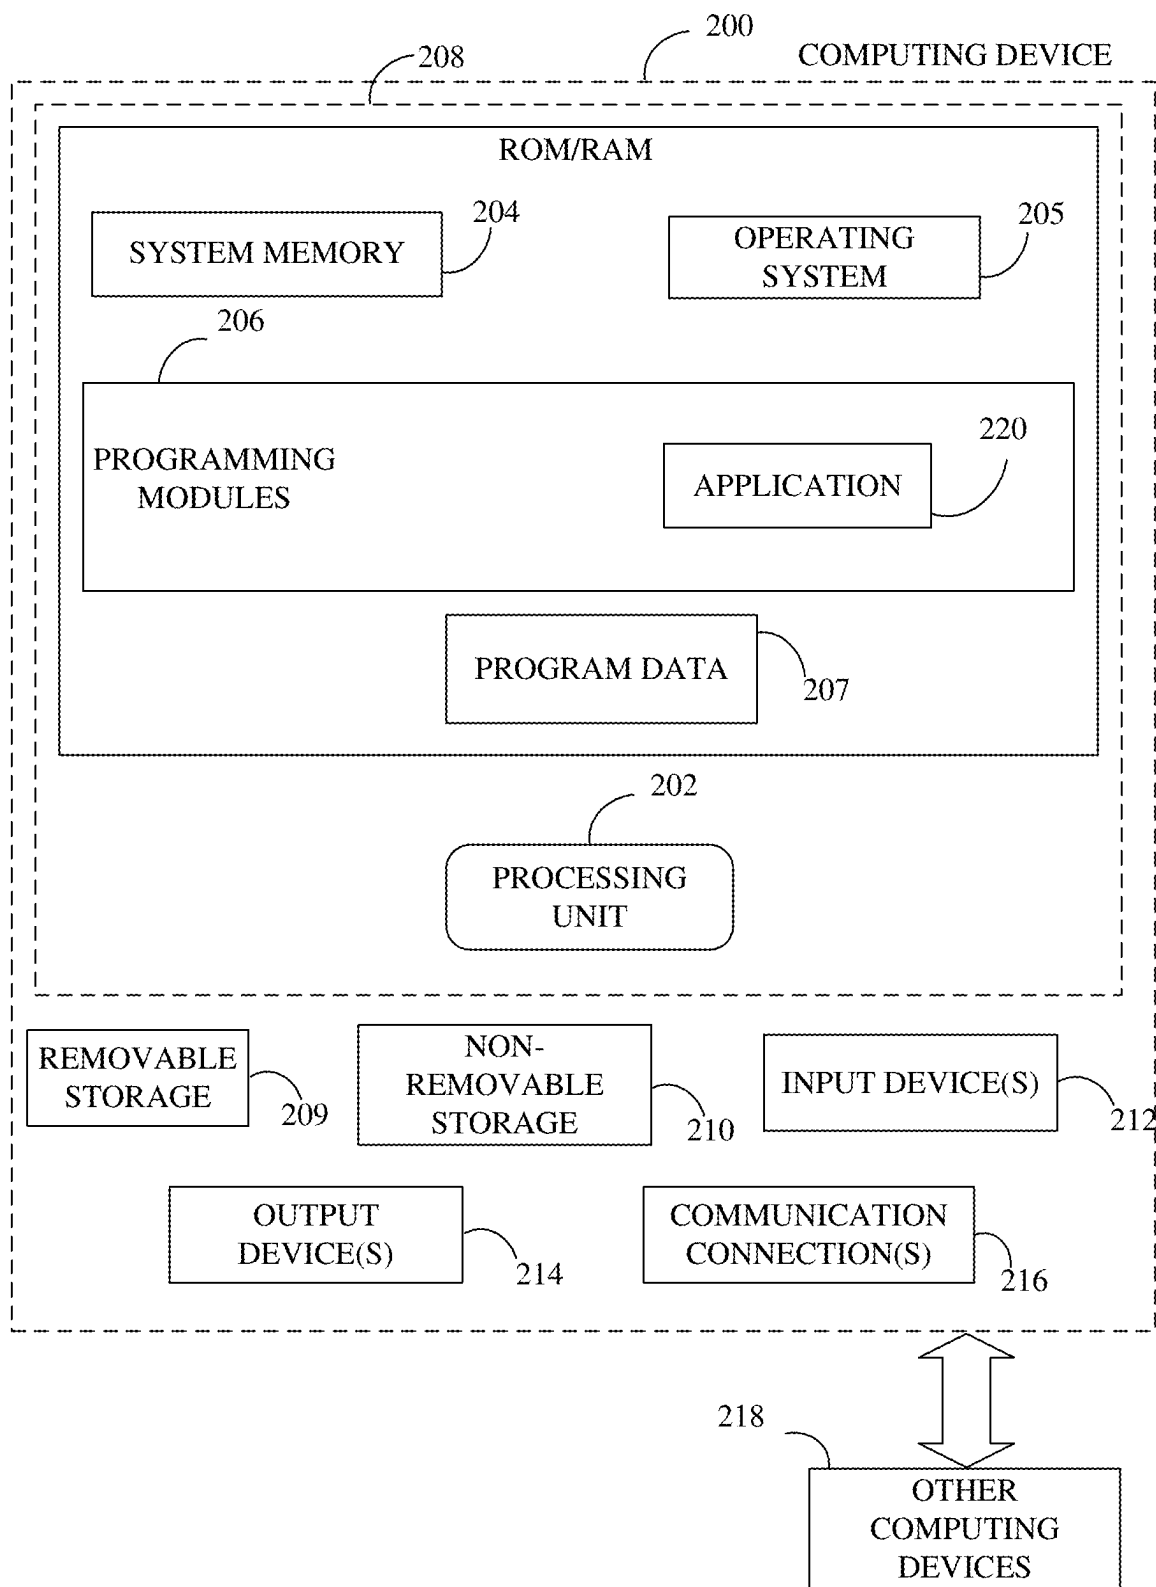 200
208
COMPUTING DEVICE
ROM/RAM
204
205
SYSTEM MEMORY
OPERATING
SYSTEM
206
220
PROGRAMMING
MODULES
APPLICATION
PROGRAM DATA
207
202
PROCESSING
UNIT
REMOVABLE
STORAGE
209
NON-
REMOVABLE
STORAGE
210
INPUT DEVICE(S)
212
OUTPUT
DEVICE(S)
214
COMMUNICATION
CONNECTION(S)
216
218
OTHER
COMPUTING
DEVICES